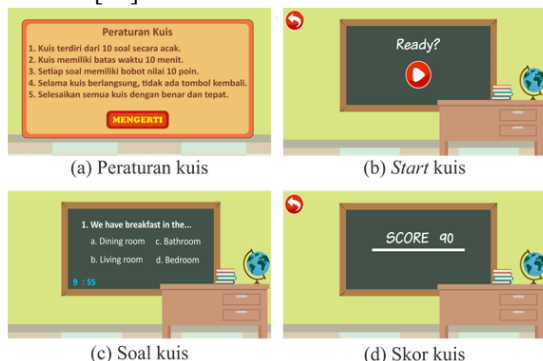 Peraturan Kuis
1. Kuis terdiri dari 10 soal secara acak.
2. Kuis memiliki batas waktu 10 menit.
3. Setiap soal memiliki bobot nilai 10 poin.
4. Selama kuis berlangsung, tidak ada tombol kembali.
5. Selesaikan semua kuis dengan benar dan tepat.
MENGERTI
Ready?
(a) Peraturan kuis
(b) Start kuis
1. We have breakfast in the...
a. Dining room c. Bathroom
b. Living room d. Bedroom
9 : 55
SCORE 90
(c) Soal kuis
(d) Skor kuis